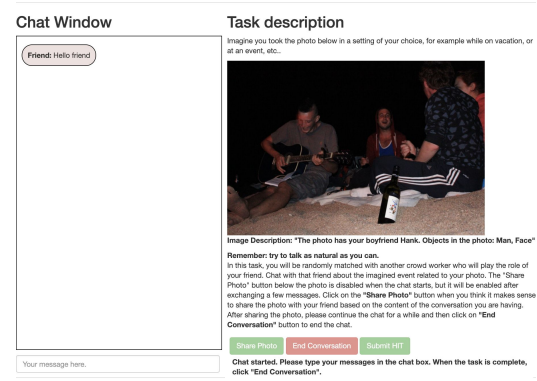 Chat Window
Friend: Hello friend
Your message here.
Task description
Imagine you took the photo below in a setting of your choice, for example while on vacation, or
at an event, etc..
Image Description: "The photo has your boyfriend Hank. Objects in the photo: Man, Face"
Remember: try to talk as natural as you can.
In this task, you will be randomly matched with another crowd worker who will play the role of
your friend. Chat with that friend about the imagined event related to your photo. The "Share
Photo" button below the photo is disabled when the chat starts, but it will be enabled after
exchanging a few messages. Click on the "Share Photo" button when you think it makes sense
to share the photo with your friend based on the content of the conversation you are having.
After sharing the photo, please continue the chat for a while and then click on "End
Conversation" button to end the chat.
Share Photo End Conversation Submit HIT
Chat started. Please type your messages in the chat box. When the task is complete,
click "End Conversation".